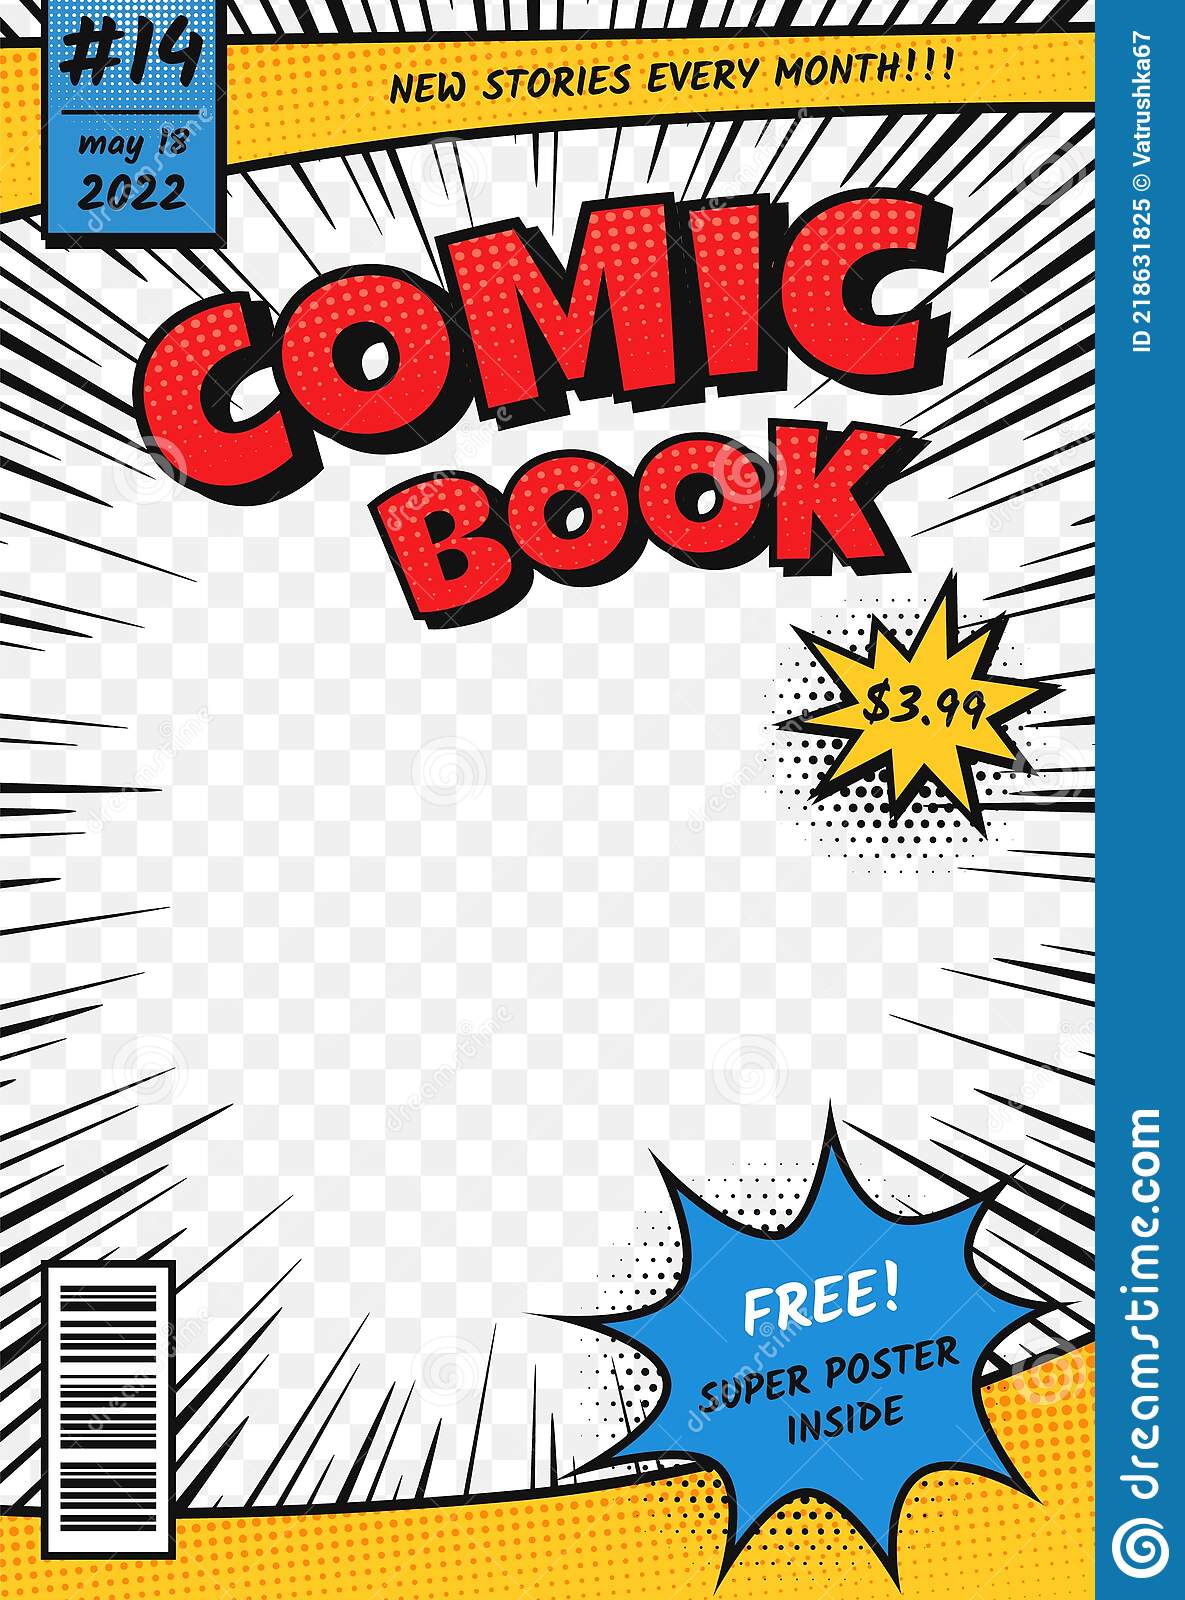 #14
may 18
2022
NEW STORIES EVERY MONTH!!!
COMIC
BOOK
$3.99
FREE!
SUPER POSTER
INSIDE
ID 218631825 © Vatrushka67
dreamstime.com